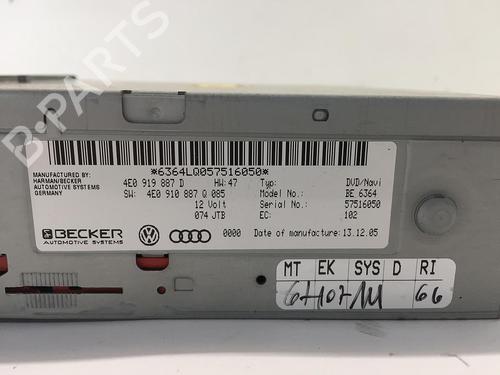 B-PARTS
*6364LQ057516050*
MANUFACTURED BY:
HARMAN/BECKER
AUTOMOTIVE SYSTEMS
4E0 919 887 D HW:47 Typ: DVD/Navi
SW: 4E0 910 887 Q 085 Model No.: BE 6364
12 Volt Serial No.: 57516050
074 JTB EC: 102
BECKER
AUTOMOTIVE SYSTEMS
0000 Date of manufacture: 13.12.05
MT EK SYS D RI
66